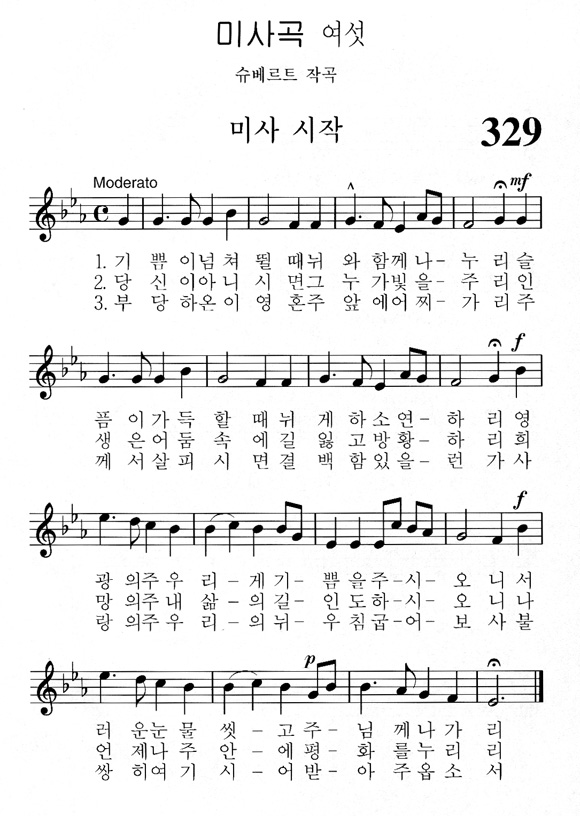 미사곡 여섯
슈베르트 작곡
미사 시작
329
Moderato
mf
1. 기 쁨 이넘 쳐 뛸 때뉘 와 함께 나- 누 리 슬
2. 당 신 이아 니 시 면그 누 가빛 을- 주 리 인
3. 부 당 하온 이 영 혼주 앞 에어 찌- 가 리 주
f
픔 이 가 득 할 때 뉘 게 하 소 연- 하 리 영
생 은 어 둠 속 에 길 잃 고 방 황- 하 리 희
께 서 살 피 시 면 결 백 함 있 을- 런 가 사
f
광 의주 우 리 - 게 기- 쁨 을주- 시- 오 니 서
망 의주 내 삶 - 의 길- 인 도하- 시- 오 니 나
랑 의주 우 리 - 의 뉘- 우 침굽- 어- 보 사 불
p
러 운눈 물 씻 - 고 주- 님 께 나 가 리
언 제나 주 안 - 에 평- 화 를 누 리 리
쌍 히여 기 시 - 어 받- 아 주 옵 소 서